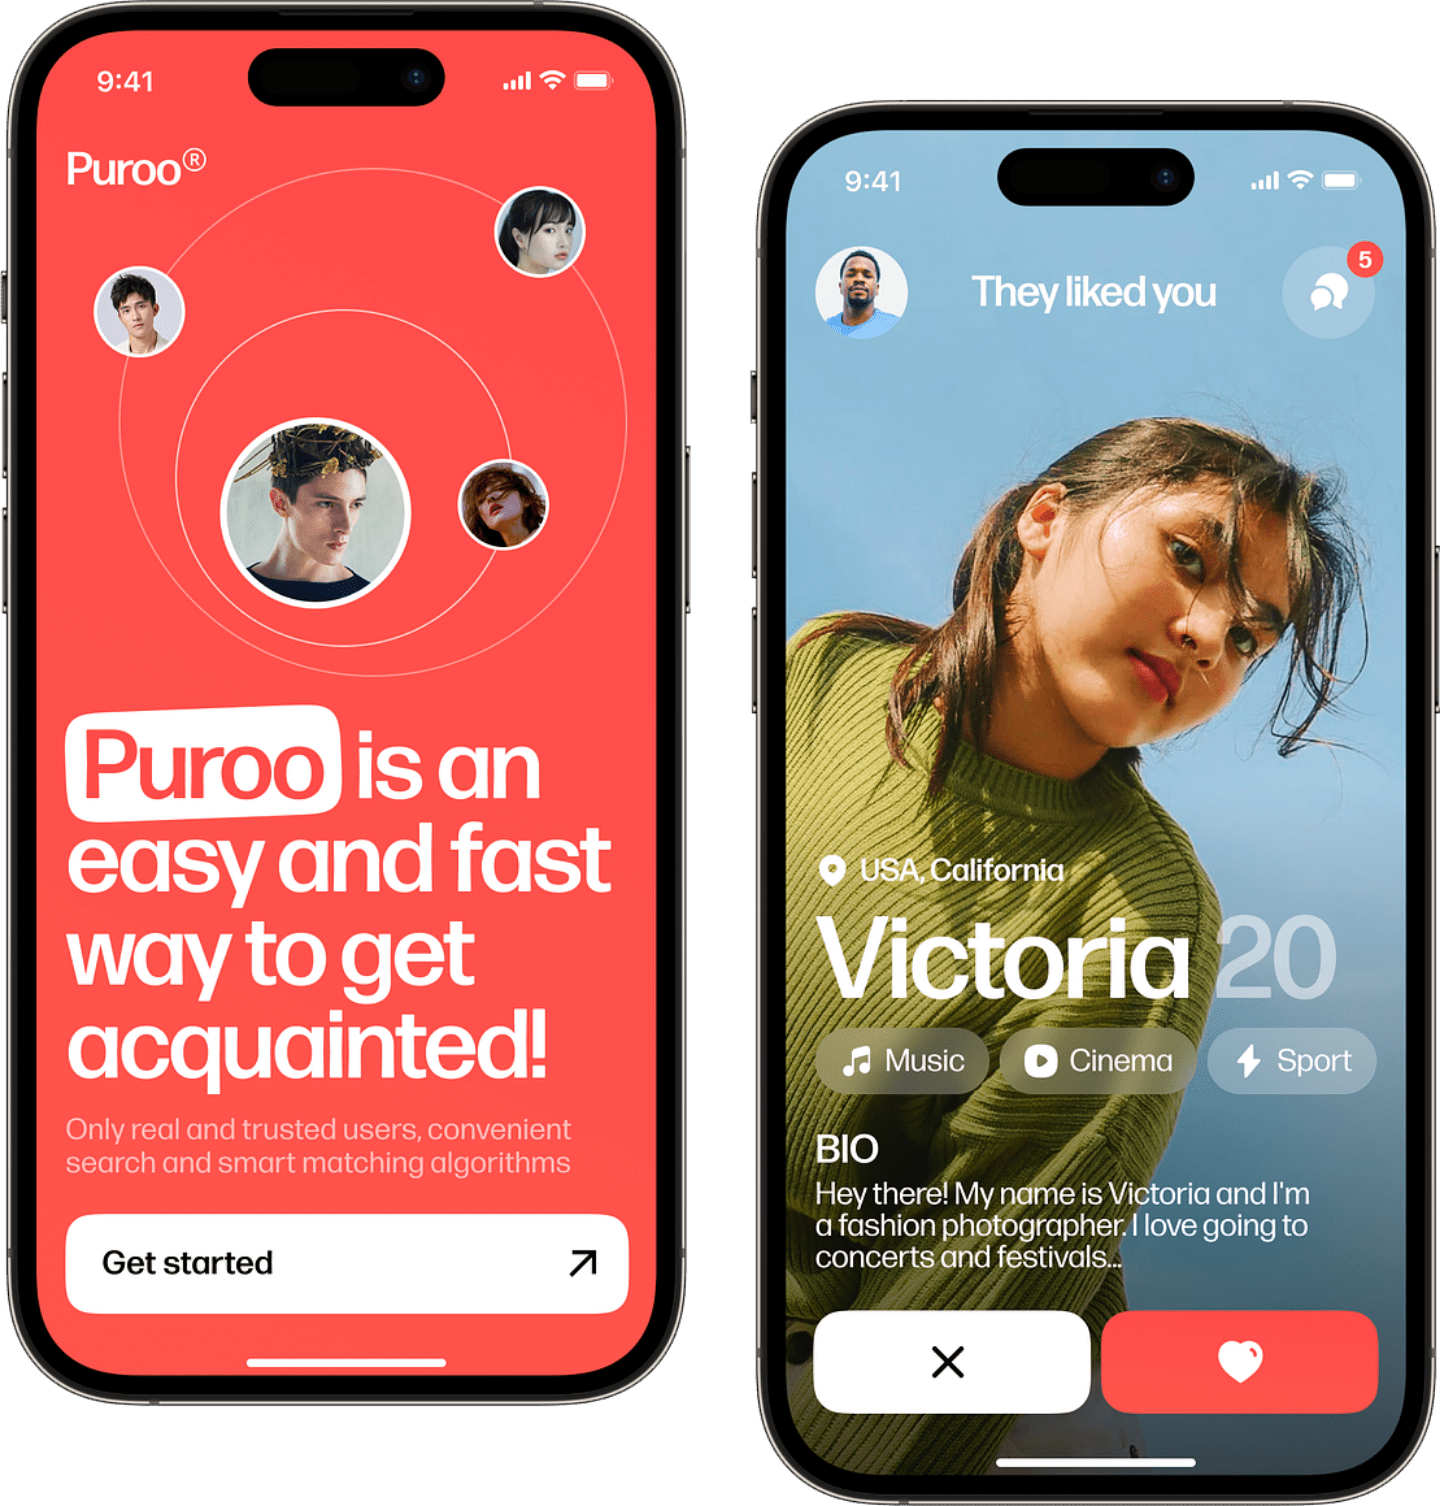 9:41
Puroo®
Puroo is an
easy and fast
way to get
acquainted!
Only real and trusted users, convenient
search and smart matching algorithms
Get started
9:41
They liked you
5
USA, California
Victoria 20
Music Cinema Sport
BIO
Hey there! My name is Victoria and I'm
a fashion photographer. I love going to
concerts and festivals...